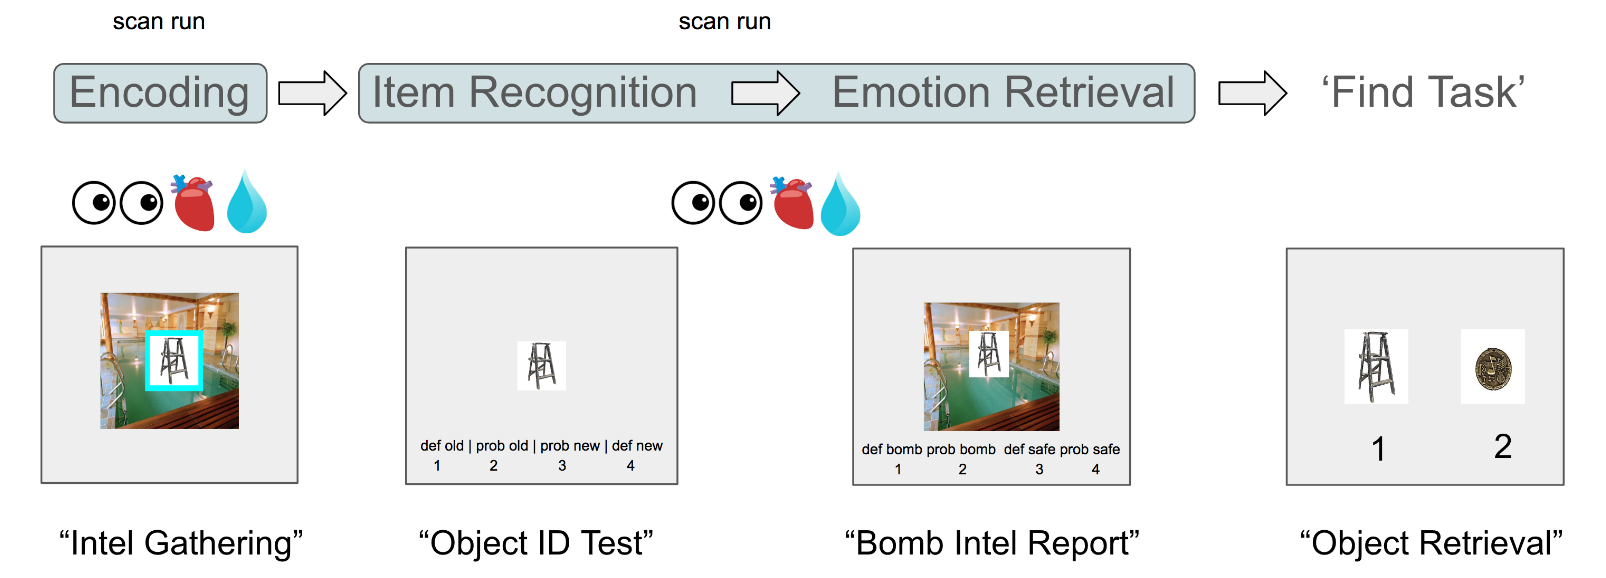 scan run
scan run
Encoding
Item Recognition
Emotion Retrieval
‘Find Task’
def old | prob old | prob new | def new
1 2 3 4
def bomb prob bomb def safe prob safe
1 2 3 4
1 2
“Intel Gathering”
“Object ID Test”
“Bomb Intel Report”
“Object Retrieval”